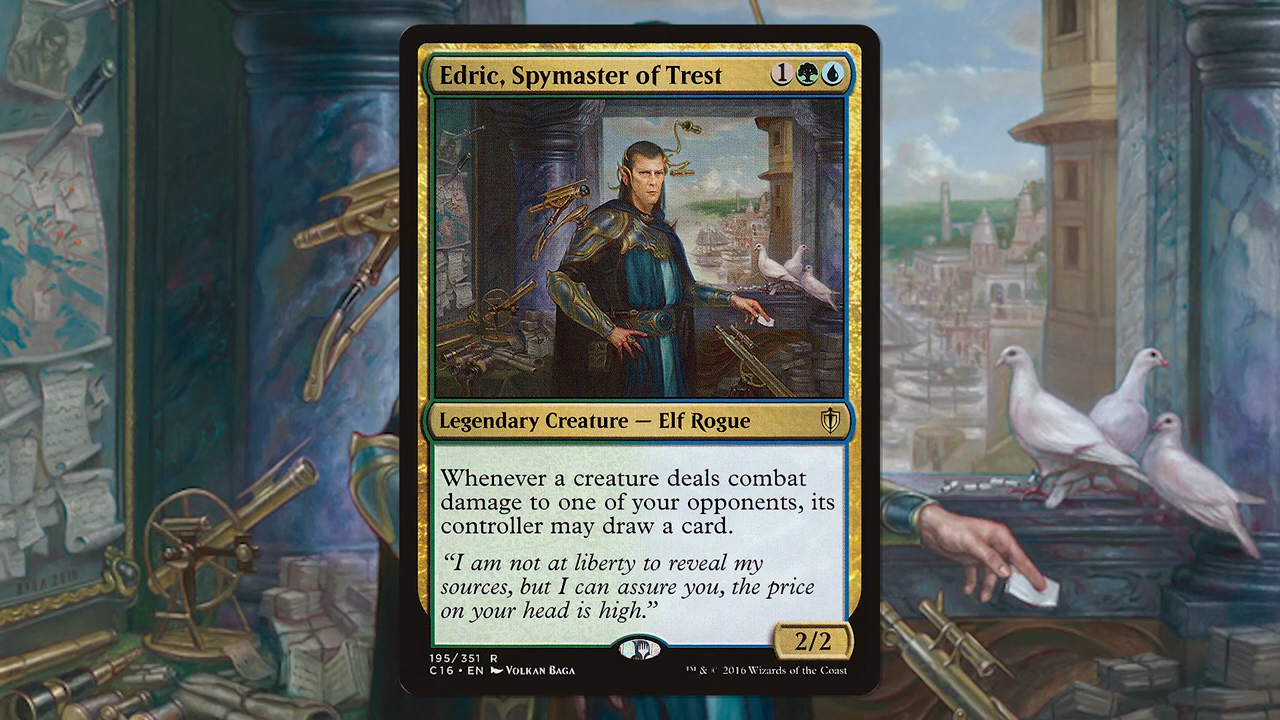 Edric, Spymaster of Trest 1
Legendary Creature — Elf Rogue
Whenever a creature deals combat
damage to one of your opponents, its
controller may draw a card.
“I am not at liberty to reveal my
sources, but I can assure you, the price
on your head is high.”
2/2
195/351 R
C16 • EN VOLKAN BAGA
™ & © 2016 Wizards of the Coast